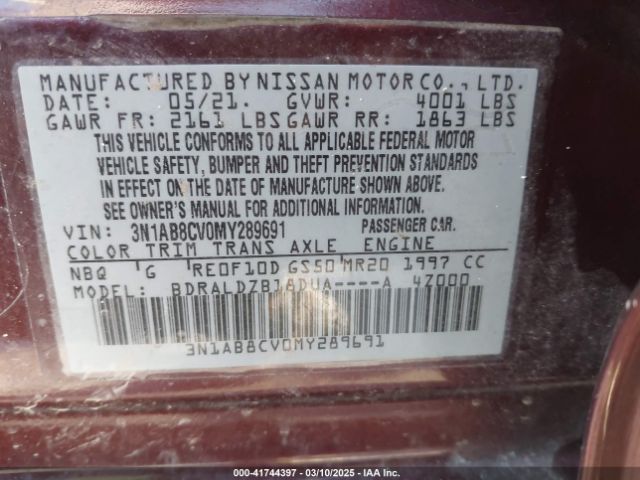 MANUFACTURED BY NISSAN MOTOR CO., LTD.
DATE: 05/21. GVWR: 4001 LBS
GAWR FR: 2161 LBS GAWR RR: 1863 LBS
THIS VEHICLE CONFORMS TO ALL APPLICABLE FEDERAL MOTOR
VEHICLE SAFETY, BUMPER AND THEFT PREVENTION STANDARDS
IN EFFECT ON THE DATE OF MANUFACTURE SHOWN ABOVE.
SEE OWNER'S MANUAL FOR ADDITIONAL INFORMATION.
VIN: 3N1AB8CV0MY289691 PASSENGER CAR.
COLOR TRIM TRANS AXLE ENGINE
NBQ G RE0F10D GS50 MR20 1997 CC
MODEL: BDRALDZB18DUA----A 4Z000
3N1AB8CV0MY289691
000-41744397 - 03/10/2025 - IAA Inc.